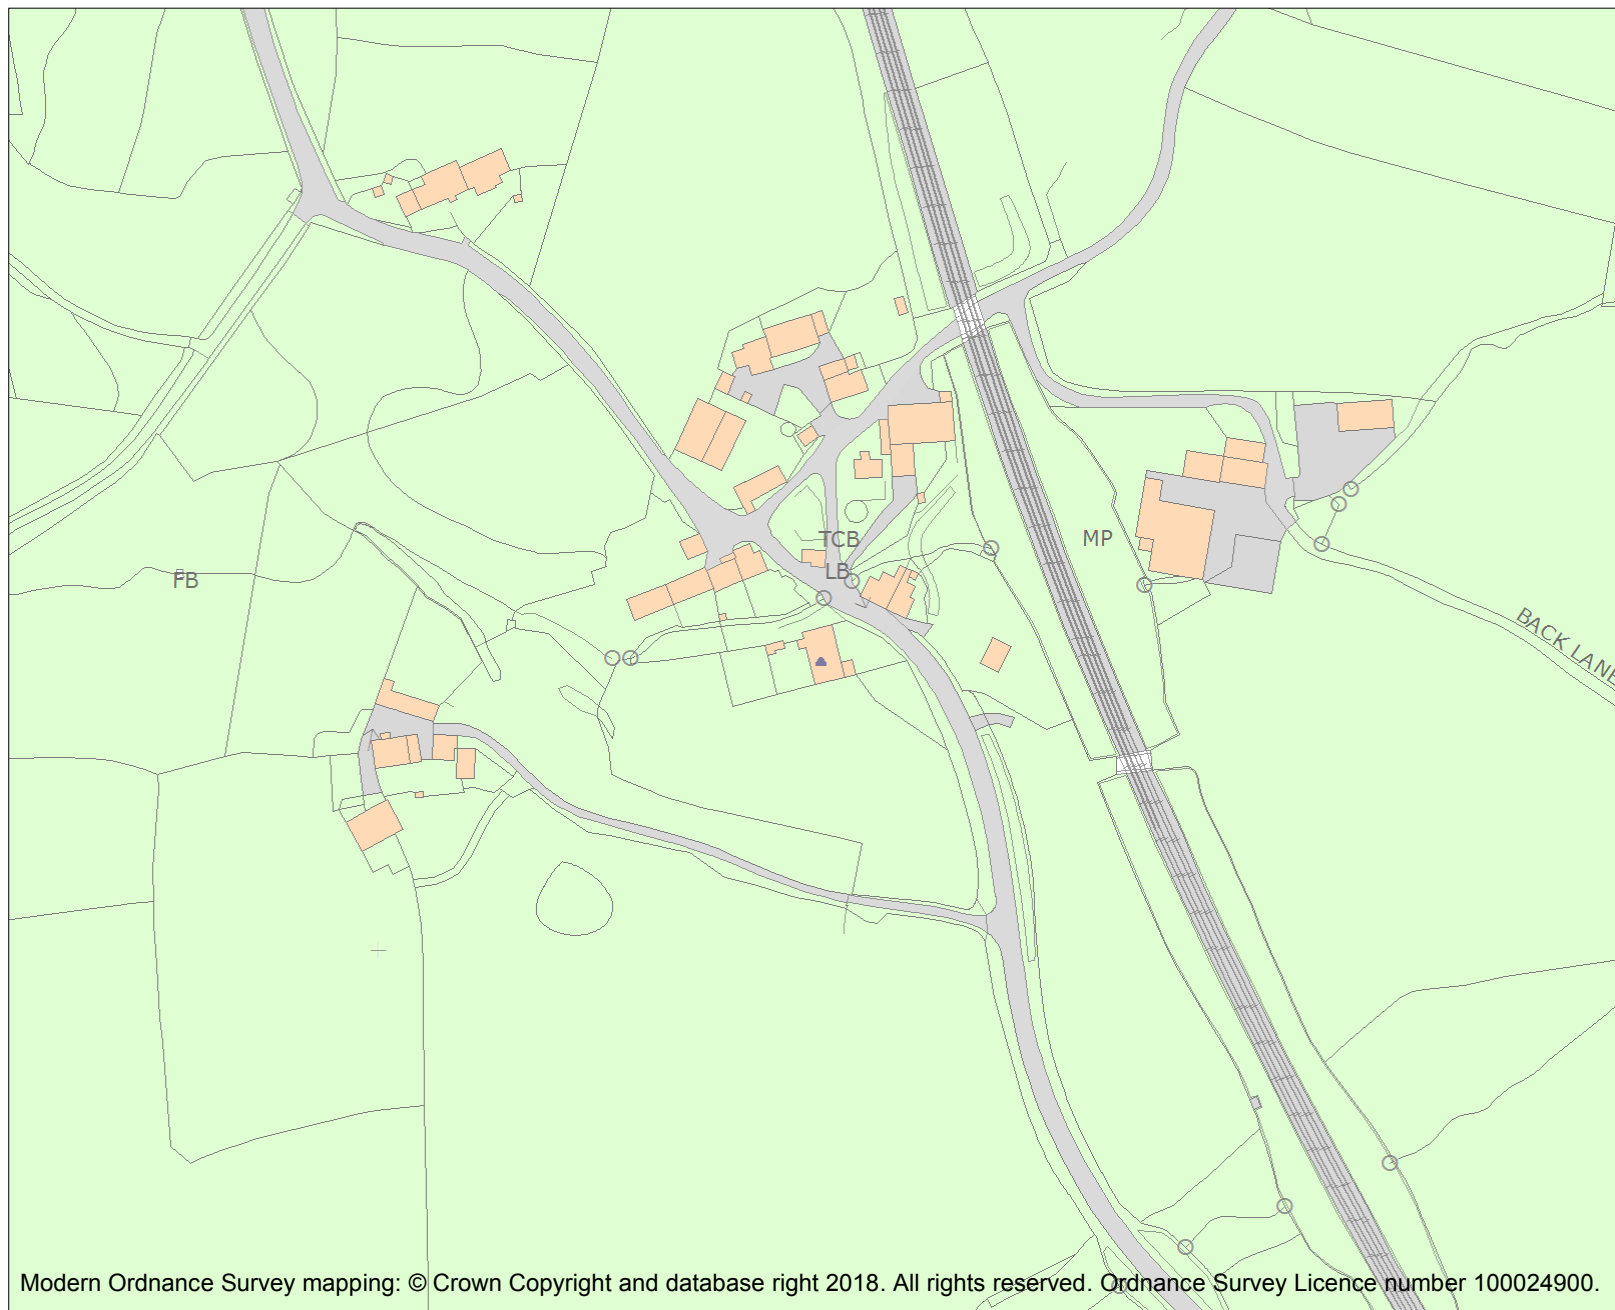 TCB
MP
LB
FB
BACK LANE
Modern Ordnance Survey mapping: © Crown Copyright and database right 2018. All rights reserved. Ordnance Survey Licence number 100024900.